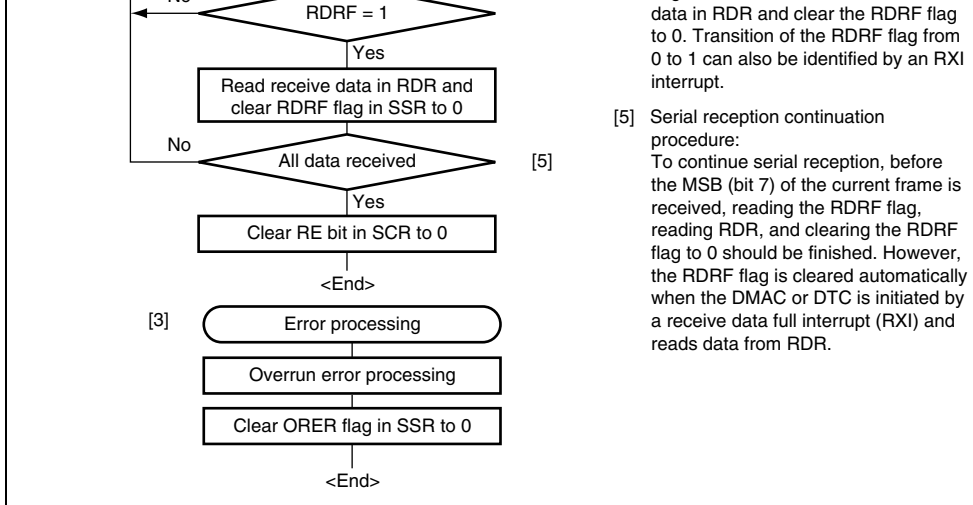 No
RDRF = 1
Yes
Read receive data in RDR and
clear RDRF flag in SSR to 0
No
All data received
[5]
Yes
Clear RE bit in SCR to 0
<End>
[3]
Error processing
Overrun error processing
Clear ORER flag in SSR to 0
<End>
data in RDR and clear the RDRF flag
to 0. Transition of the RDRF flag from
0 to 1 can also be identified by an RXI
interrupt.
[5] Serial reception continuation
procedure:
To continue serial reception, before
the MSB (bit 7) of the current frame is
received, reading the RDRF flag,
reading RDR, and clearing the RDRF
flag to 0 should be finished. However,
the RDRF flag is cleared automatically
when the DMAC or DTC is initiated by
a receive data full interrupt (RXI) and
reads data from RDR.